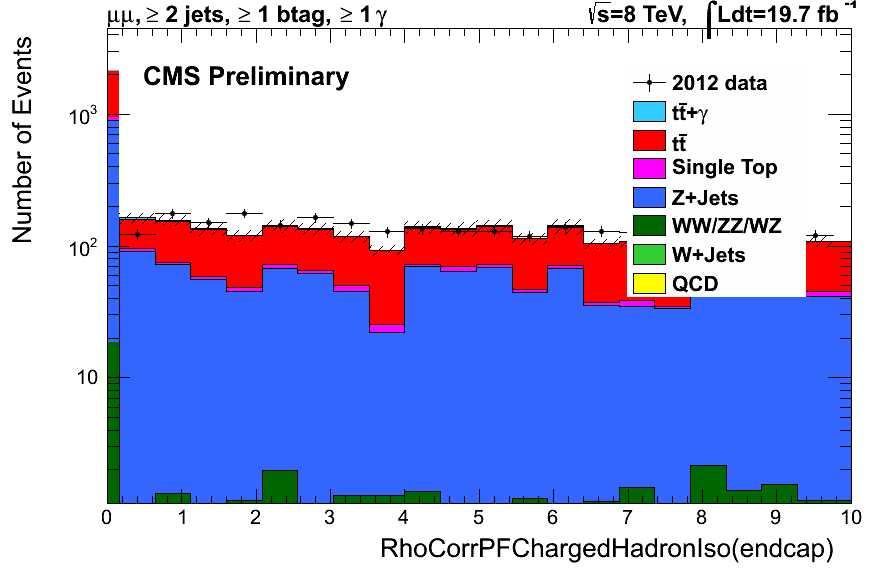 μμ, ≥ 2 jets, ≥ 1 btag, ≥ 1 γ
√s=8 TeV, ∫Ldt=19.7 fb⁻¹
Number of Events
CMS Preliminary
2012 data
tt̄+γ
tt̄
Single Top
Z+Jets
WW/ZZ/WZ
W+Jets
QCD
10³
10²
10
0 1 2 3 4 5 6 7 8 9 10
RhoCorrPFChargedHadronIso(endcap)